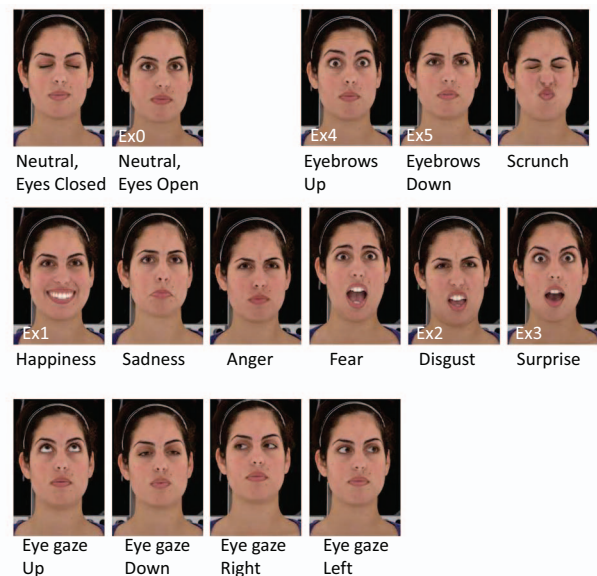 Ex0
Ex4
Ex5
Neutral,
Eyes Closed
Neutral,
Eyes Open
Eyebrows
Up
Eyebrows
Down
Scrunch
Ex1
Ex2
Ex3
Happiness
Sadness
Anger
Fear
Disgust
Surprise
Eye gaze
Up
Eye gaze
Down
Eye gaze
Right
Eye gaze
Left